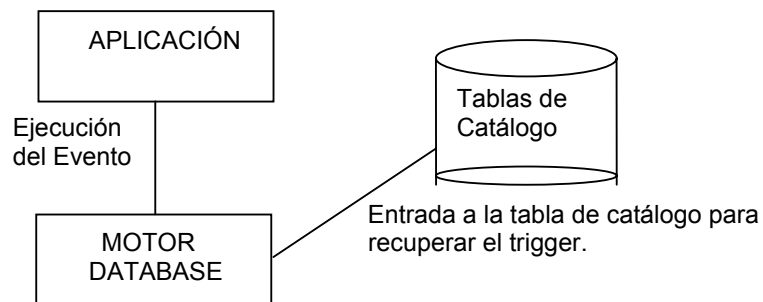 APLICACIÓN
Tablas de
Catálogo
Ejecución
del Evento
Entrada a la tabla de catálogo para
recuperar el trigger.
MOTOR
DATABASE